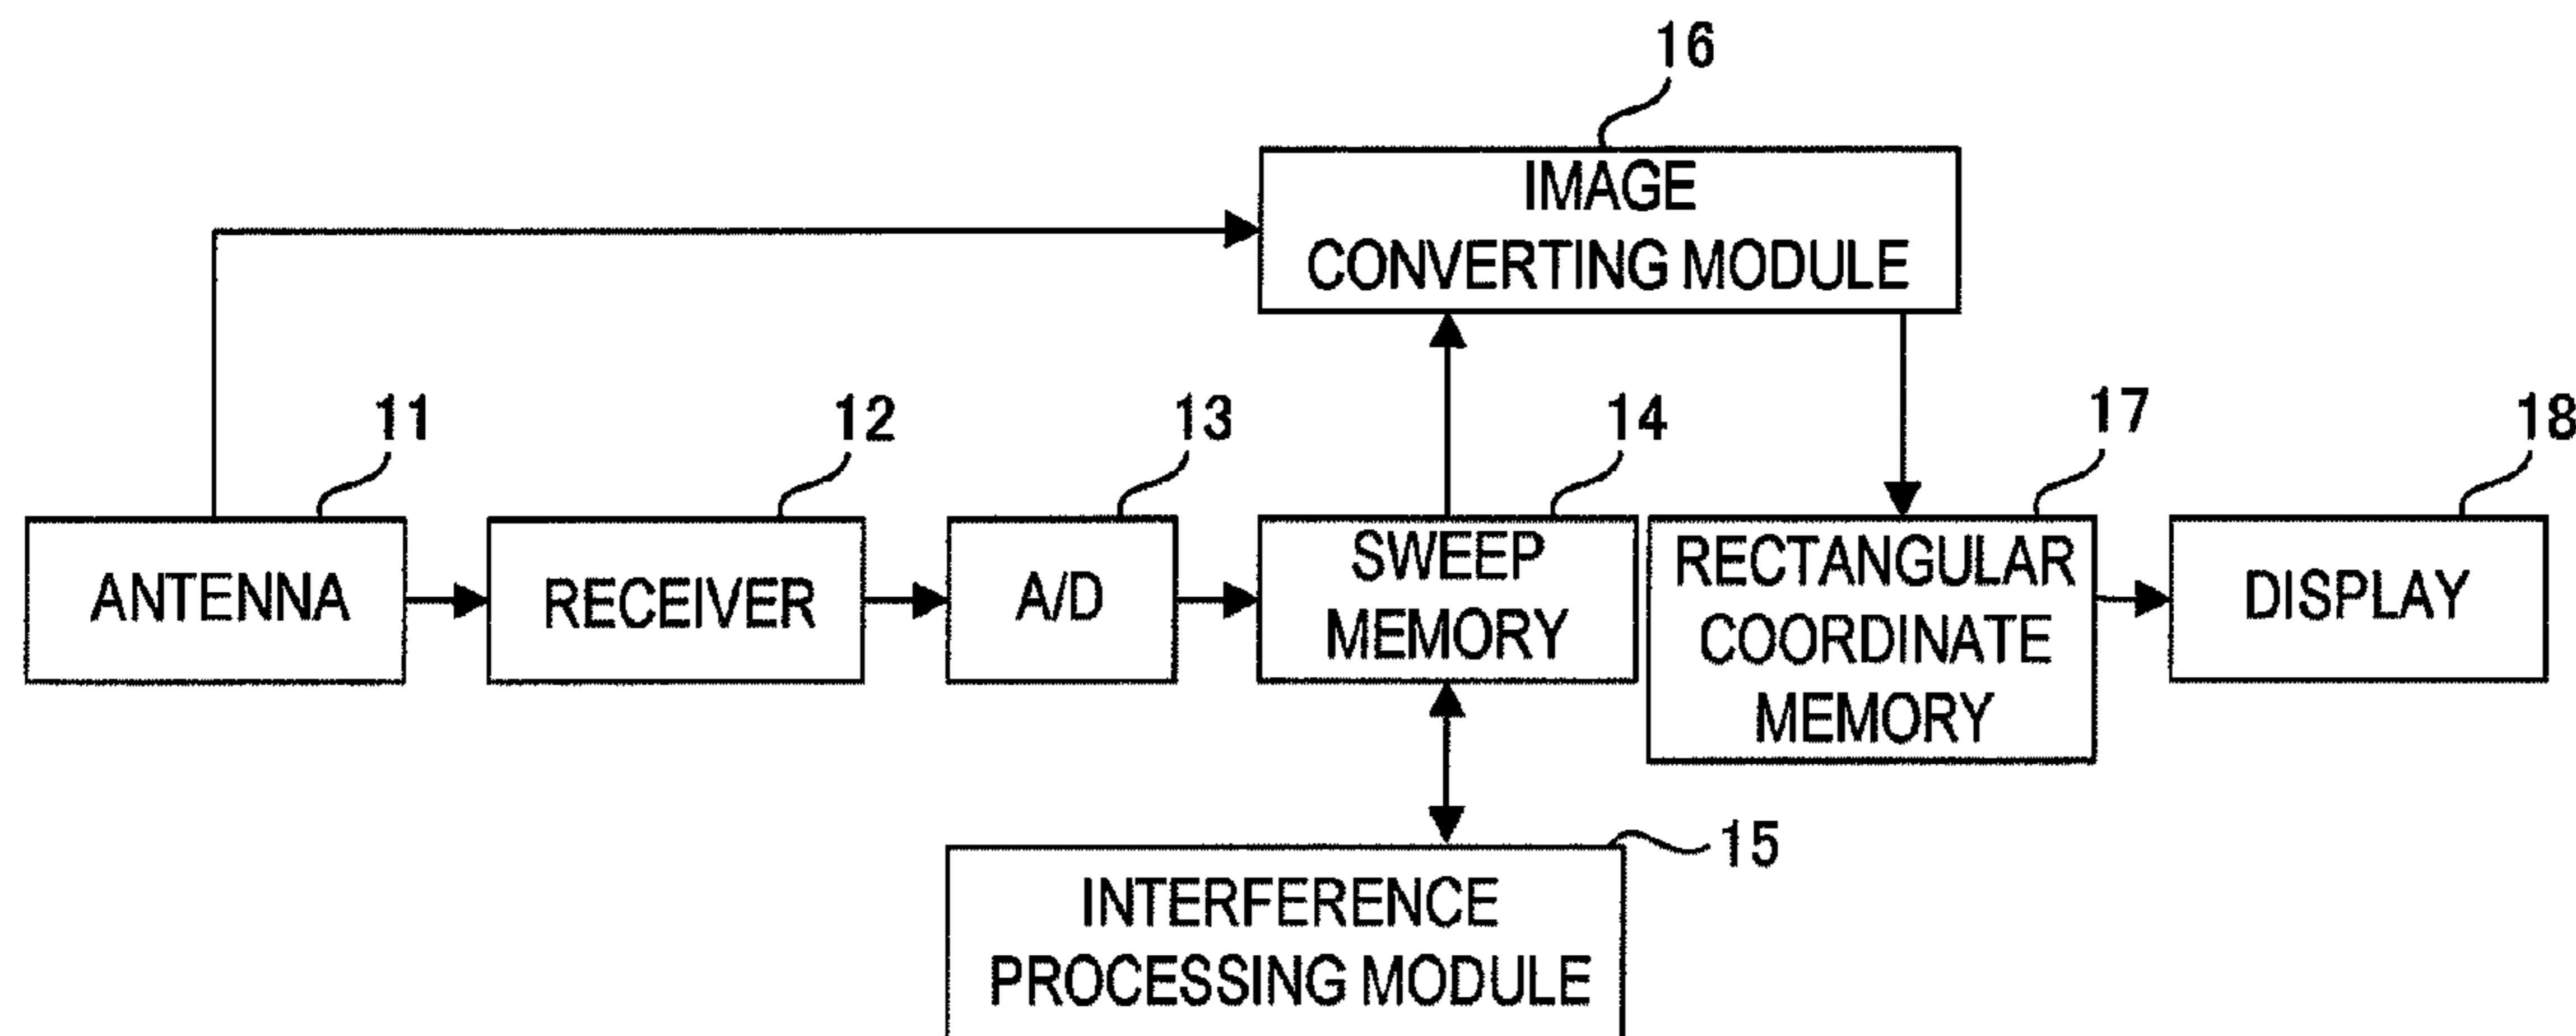 16
IMAGE
CONVERTING MODULE
11
12
13
14
17
18
ANTENNA
RECEIVER
A/D
SWEEP
MEMORY
RECTANGULAR
COORDINATE
MEMORY
DISPLAY
15
INTERFERENCE
PROCESSING MODULE